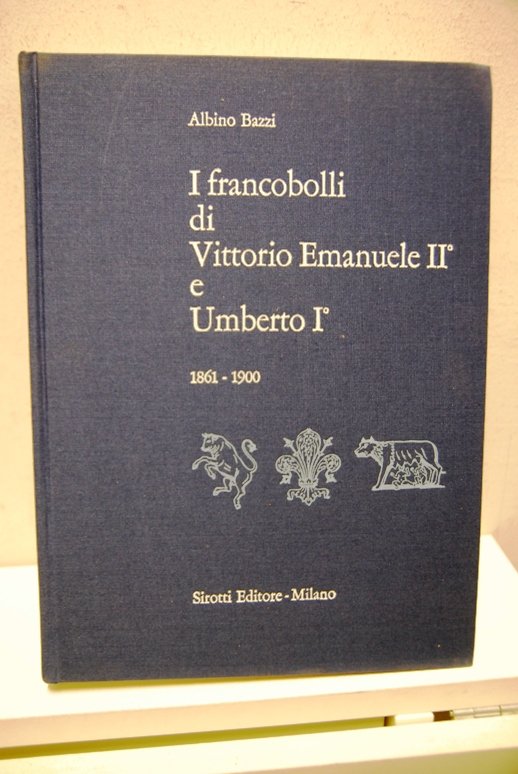 Albino Bazzi
I francobolli
di
Vittorio Emanuele II°
e
Umberto I°
1861 - 1900
Sirotti Editore - Milano